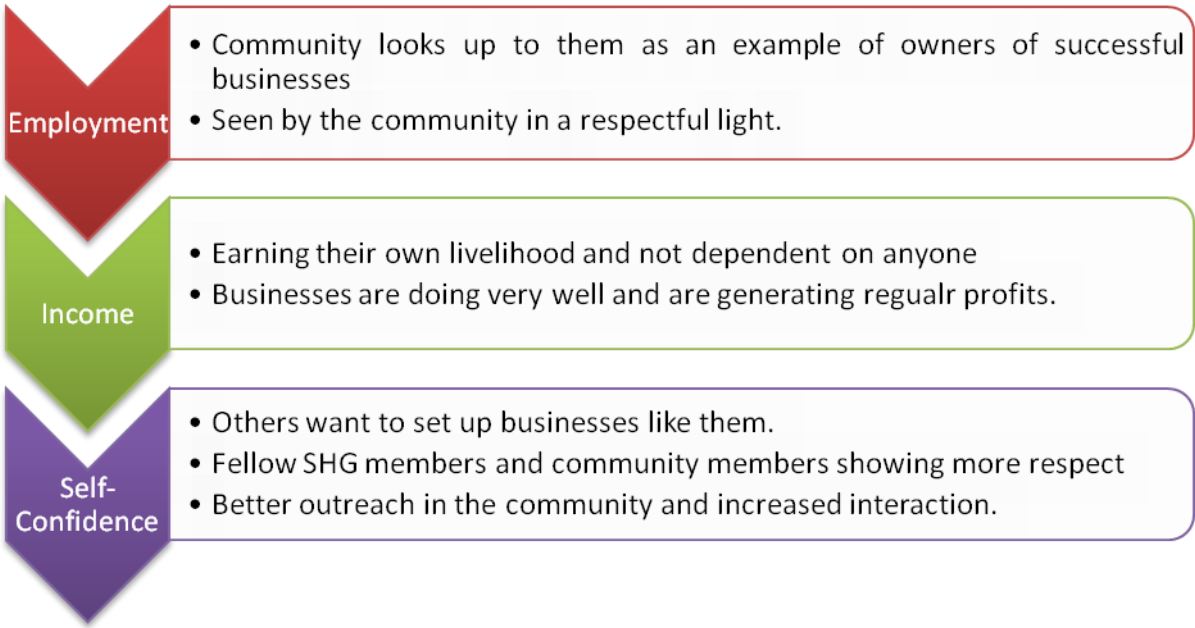 Employment
• Community looks up to them as an example of owners of successful
businesses
• Seen by the community in a respectful light.
Income
• Earning their own livelihood and not dependent on anyone
• Businesses are doing very well and are generating regualr profits.
Self-
Confidence
• Others want to set up businesses like them.
• Fellow SHG members and community members showing more respect
• Better outreach in the community and increased interaction.